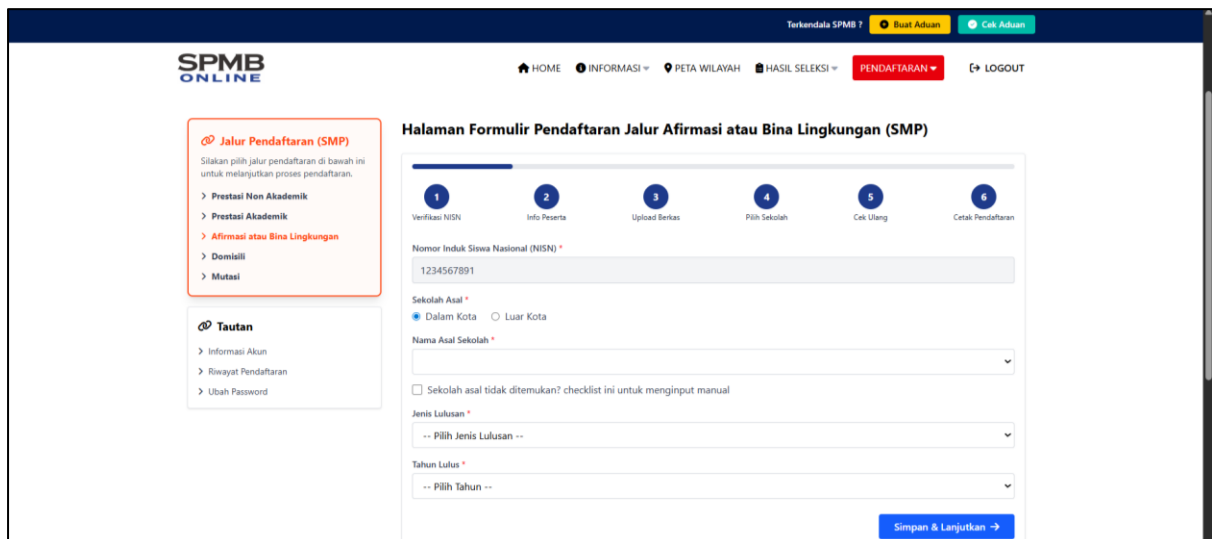 Terkendala SPMB ? Buat Aduan Cek Aduan
SPMB
ONLINE
HOME INFORMASI PETA WILAYAH HASIL SELEKSI PENDAFTARAN LOGOUT
Jalur Pendaftaran (SMP)
Silakan pilih jalur pendaftaran di bawah ini
untuk melanjutkan proses pendaftaran.
Prestasi Non Akademik
Prestasi Akademik
Afirmasi atau Bina Lingkungan
Domisili
Mutasi
Tautan
Informasi Akun
Riwayat Pendaftaran
Ubah Password
Halaman Formulir Pendaftaran Jalur Afirmasi atau Bina Lingkungan (SMP)
1 2 3 4 5 6
Verifikasi NISN Info Peserta Upload Berkas Pilih Sekolah Cek Ulang Cetak Pendaftaran
Nomor Induk Siswa Nasional (NISN) *
1234567891
Sekolah Asal *
Dalam Kota Luar Kota
Nama Asal Sekolah *
Sekolah asal tidak ditemukan? checklist ini untuk menginput manual
Jenis Lulusan *
-- Pilih Jenis Lulusan --
Tahun Lulus *
-- Pilih Tahun --
Simpan & Lanjutkan →